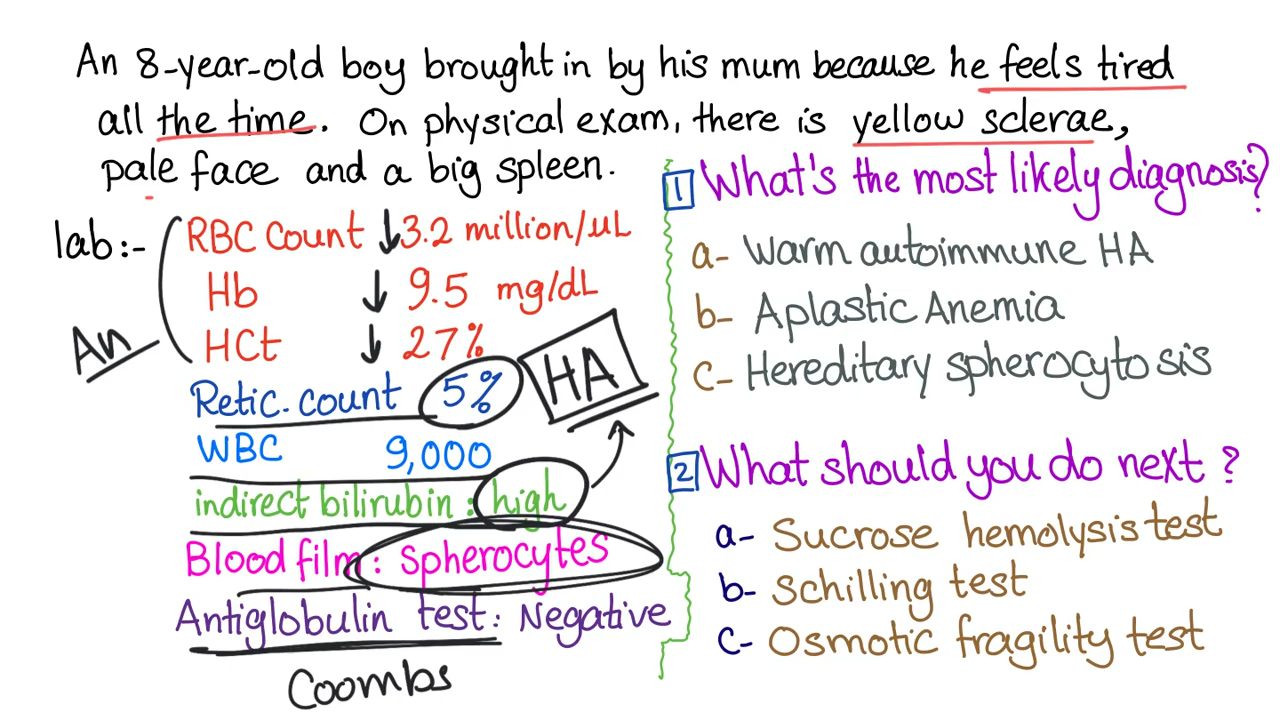 An 8-year-old boy brought in by his mum because he feels tired
all the time. On physical exam, there is yellow sclerae,
pale face and a big spleen.
lab:-
RBC Count ↓ 3.2 million/uL
Hb ↓ 9.5 mg/dL
HCt ↓ 27%
An
Retic. count 5%
HA
WBC 9,000
indirect bilirubin : high
Blood film: Spherocytes
Antiglobulin test: Negative
Coombs
1 What's the most likely diagnosis?
a- Warm autoimmune HA
b- Aplastic Anemia
c- Hereditary spherocytosis
2 What should you do next?
a- Sucrose hemolysis test
b- Schilling test
c- Osmotic fragility test